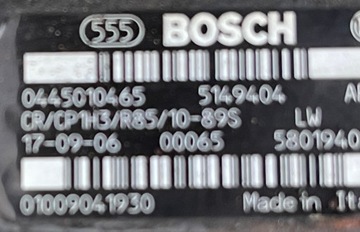 555 BOSCH
0445010465 5149404
CR/CP1H3/R85/10-89S LW
17-09-06 00065 5801940
01009041930 Made in Ita